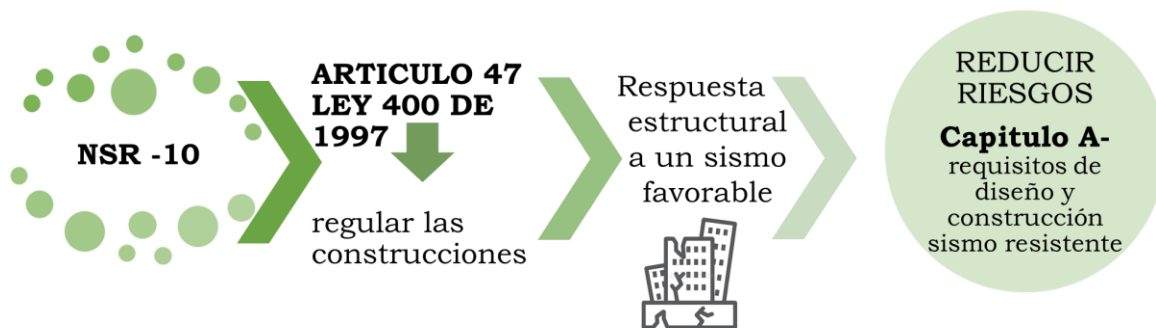 NSR -10
ARTICULO 47
LEY 400 DE
1997
regular las
construcciones
Respuesta
estructural
a un sismo
favorable
REDUCIR
RIESGOS
Capitulo A-
requisitos de
diseño y
construcción
sismo resistente